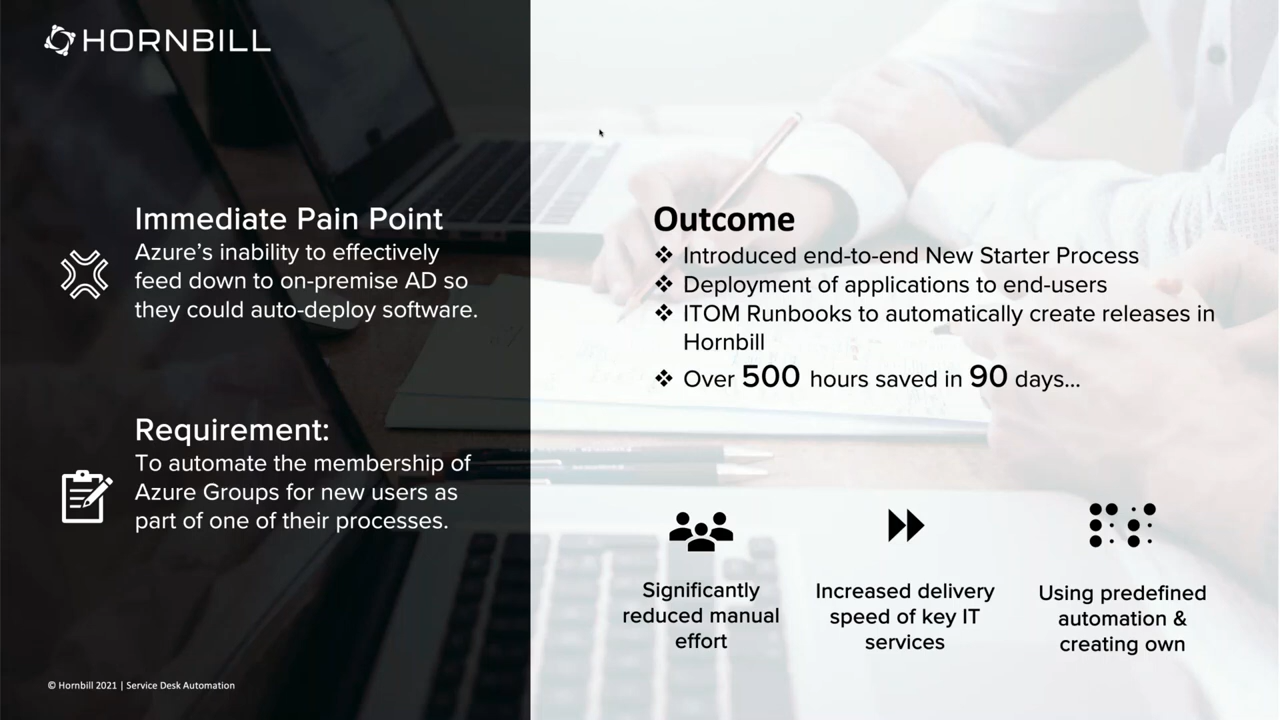 HORNBILL
Immediate Pain Point
Azure’s inability to effectively
feed down to on-premise AD so
they could auto-deploy software.
Requirement:
To automate the membership of
Azure Groups for new users as
part of one of their processes.
© Hornbill 2021 | Service Desk Automation
Outcome
❖ Introduced end-to-end New Starter Process
❖ Deployment of applications to end-users
❖ ITOM Runbooks to automatically create releases in
Hornbill
❖ Over 500 hours saved in 90 days...
Significantly
reduced manual
effort
Increased delivery
speed of key IT
services
Using predefined
automation &
creating own